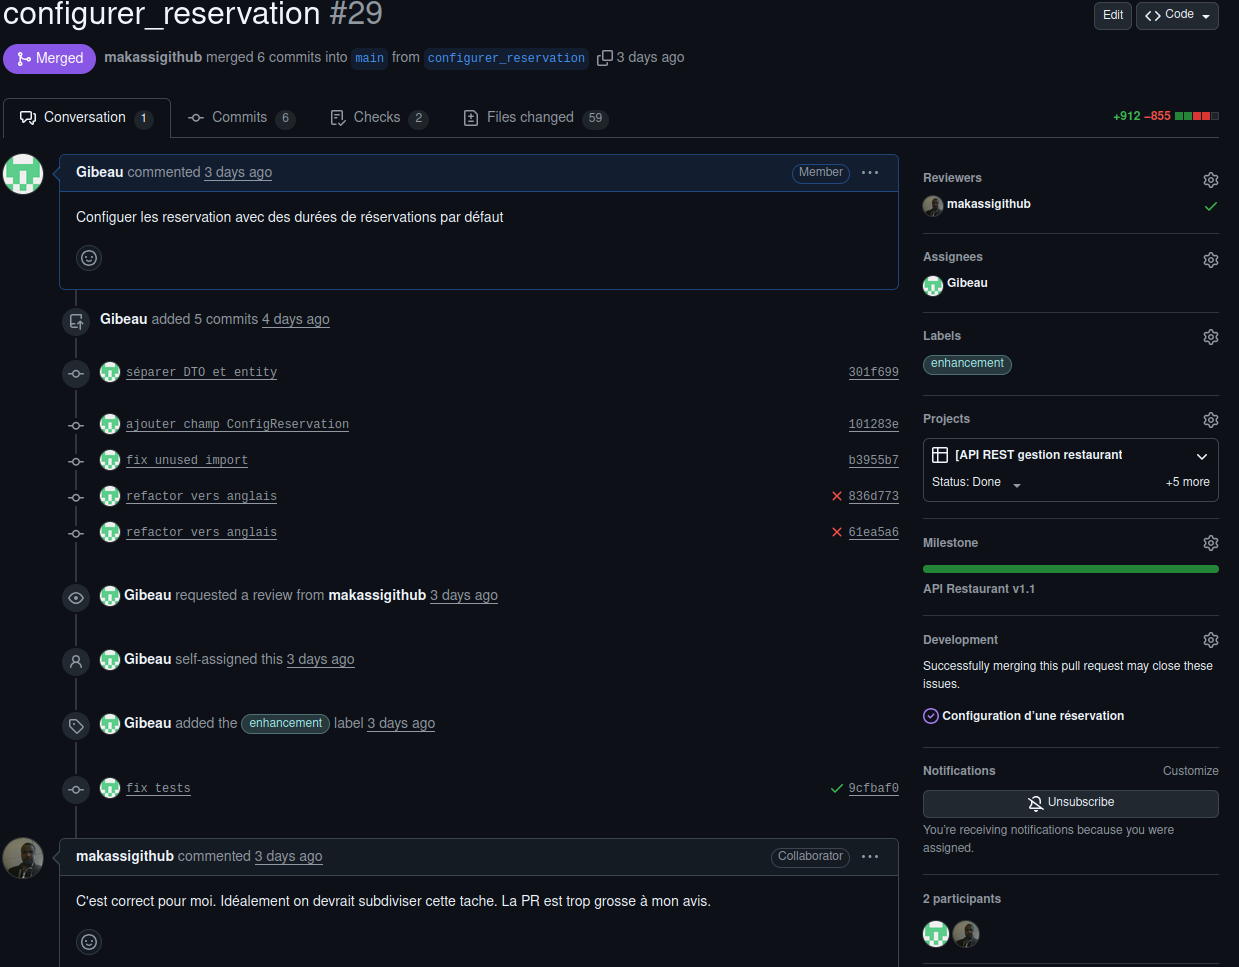 configurer_reservation #29
Edit
Code
Merged
makassigithub merged 6 commits into main from configurer_reservation 3 days ago
Conversation 1
Commits 6
Checks 2
Files changed 59
+912 −855
Gibeau commented 3 days ago
Member
Configuer les reservation avec des durées de réservations par défaut
Gibeau added 5 commits 4 days ago
séparer DTO et entity 301f699
ajouter champ ConfigReservation 101283e
fix unused import b3955b7
refactor vers anglais 836d773
refactor vers anglais 61ea5a6
Gibeau requested a review from makassigithub 3 days ago
Gibeau self-assigned this 3 days ago
Gibeau added the enhancement label 3 days ago
fix tests 9cfbaf0
makassigithub commented 3 days ago
Collaborator
C'est correct pour moi. Idéalement on devrait subdiviser cette tache. La PR est trop grosse à mon avis.
Reviewers
makassigithub
Assignees
Gibeau
Labels
enhancement
Projects
[API REST gestion restaurant
Status: Done
+5 more
Milestone
API Restaurant v1.1
Development
Successfully merging this pull request may close these
issues.
Configuration d'une réservation
Notifications
Customize
Unsubscribe
You're receiving notifications because you were
assigned.
2 participants